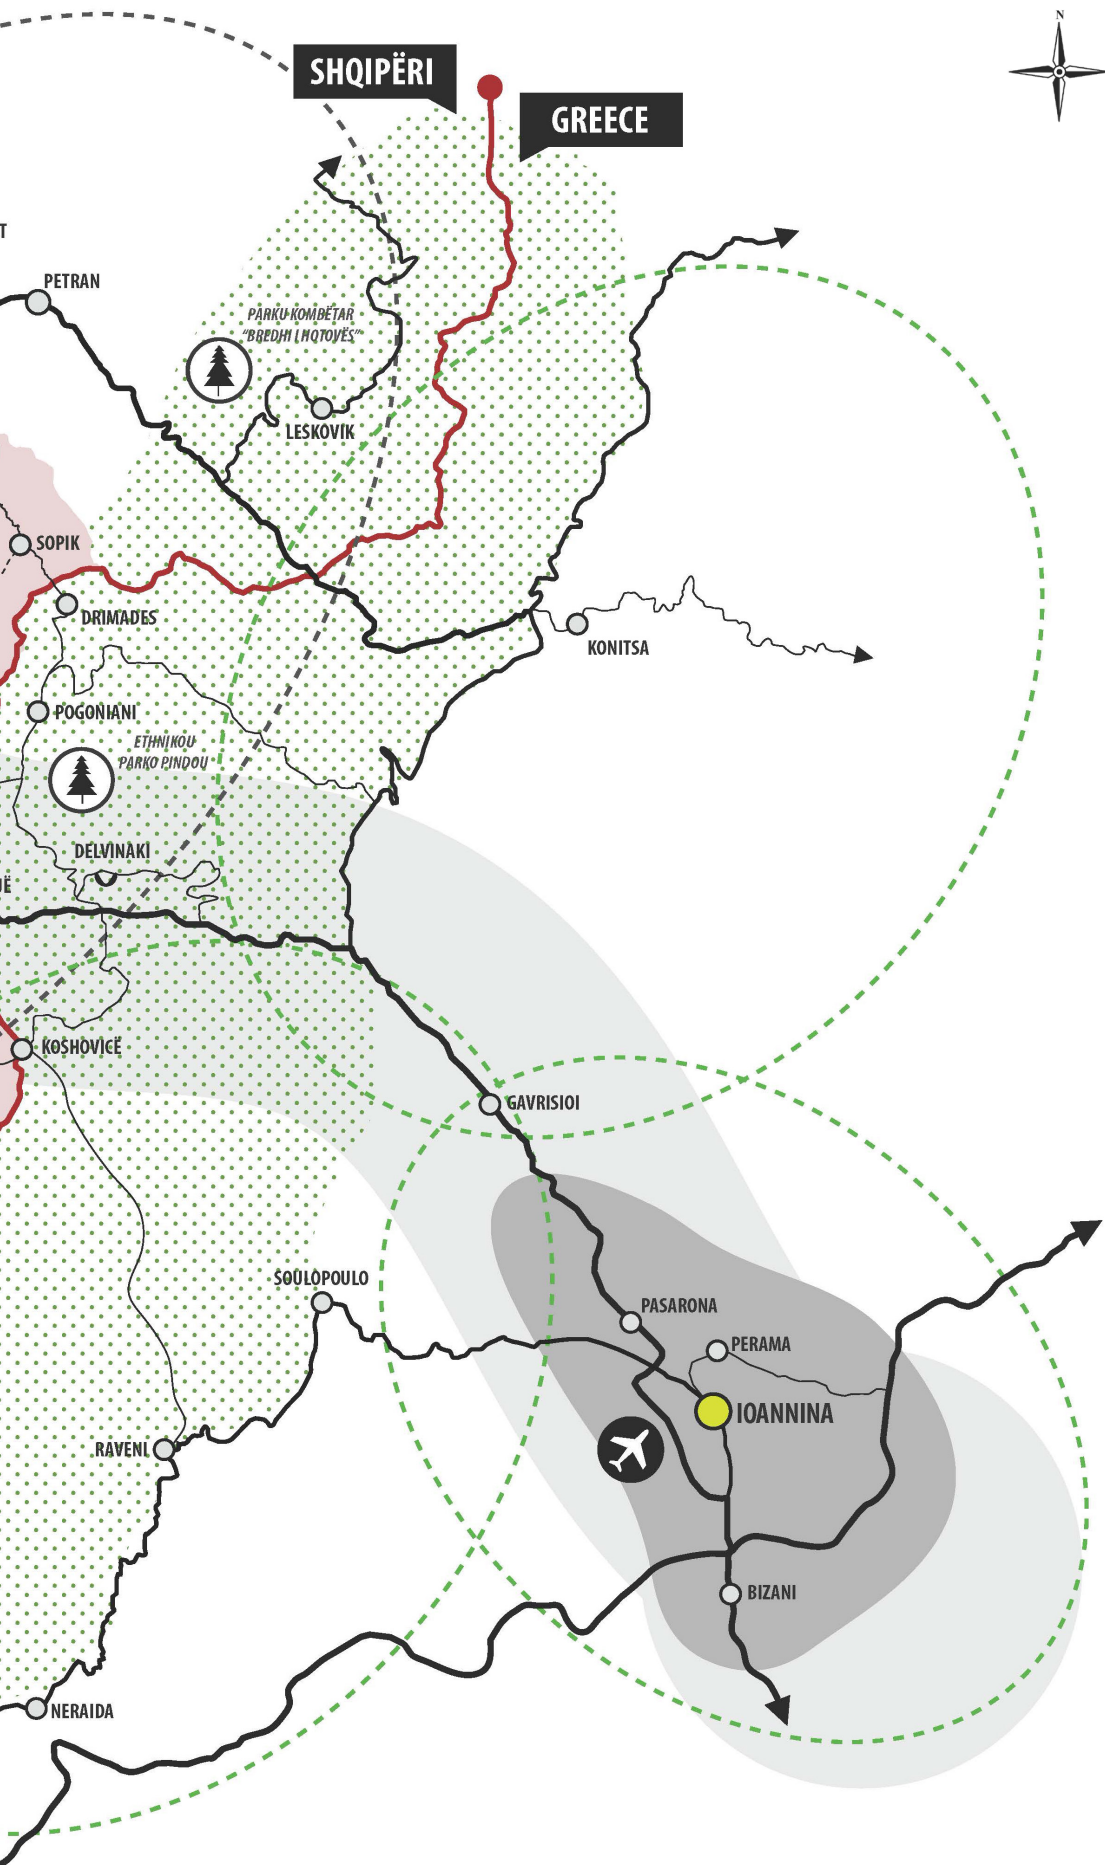 N
SHQIPËRI
GREECE
T
PETRAN
PARKU KOMBËTAR
"BREDHI I HOTOVËS"
LESKOVIK
SOPIK
DRIMADES
KONITSA
POGONIANI
ETHNIKOU
PARKO PINDOU
DELVINAKI
JË
KOSHOVICË
GAVRISIOI
SOULOPOULO
PASARONA
PERAMA
IOANNINA
RAVENI
BIZANI
NERAIDA